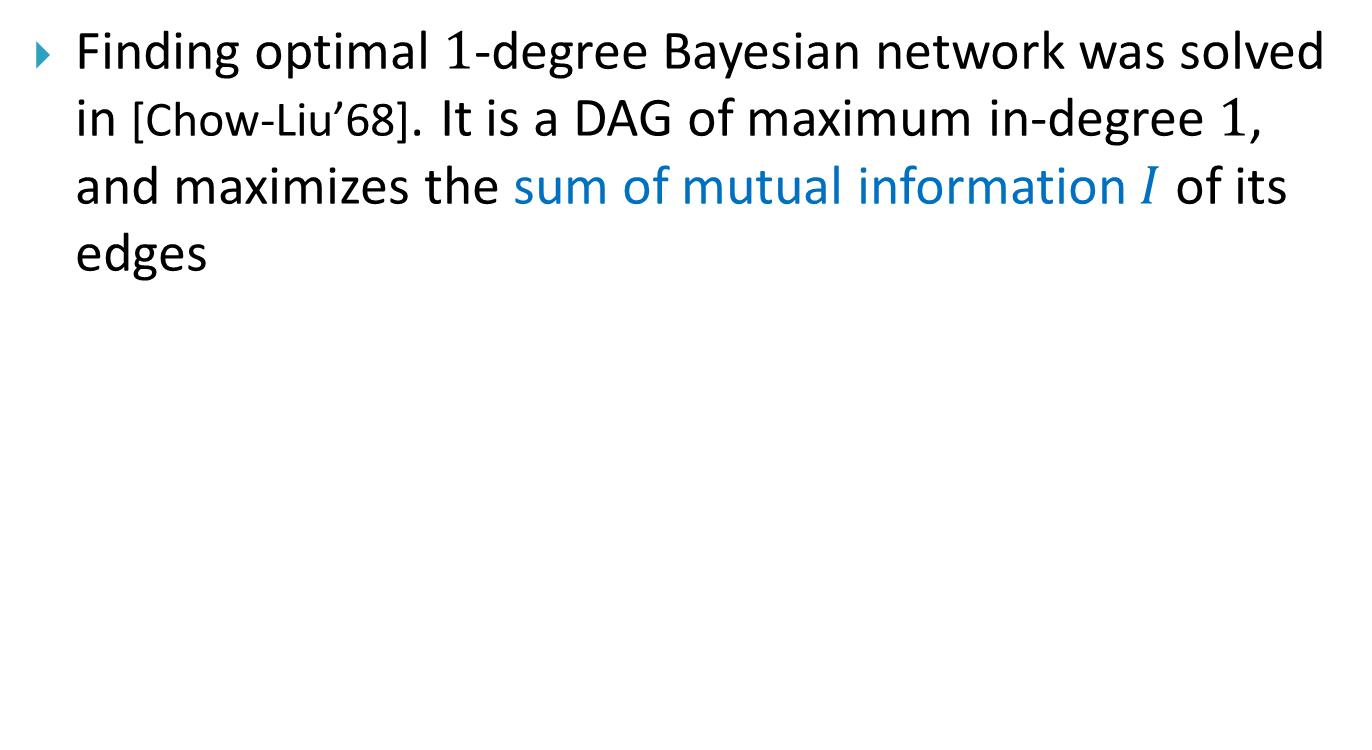 Finding optimal 1-degree Bayesian network was solved
in [Chow-Liu’68]. It is a DAG of maximum in-degree 1,
and maximizes the sum of mutual information I of its
edges